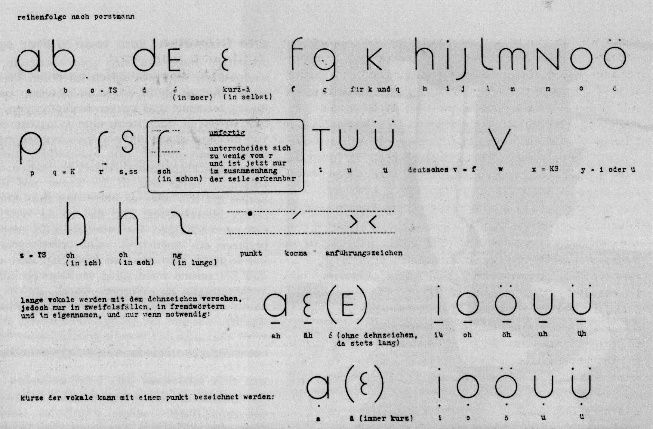 reihenfolge nach porstmann
a b d E ε f g K h i j l m N o ö
a b c = TS d é kurz-ä f g für k und q h i j l m n o ö
(in meer) (in selbst)
p r s
unfertig
unterscheidet sich
zu wenig vom r
und ist jetzt nur
im zusammenhang
der zeile erkennbar
T U Ü V
p q = K r s,ss sch t u ü deutsches v = f w x = KS y = i oder ü
(in schon)
z = TS ch ch ng punkt komma anführungszeichen
(in ich) (in ach) (in lunge)
lange vokale werden mit dem dehnzeichen versehen,
jedoch nur in zweifelsfällen, in fremdwörtern
und in eigennamen, und nur wenn notwendig:
a ε (E) i o ö u ü
ah äh é (ohne dehnzeichen, ih oh öh uh üh
da stets lang)
kürze der vokale kann mit einem punkt bezeichnet werden:
a (ε) i o ö u ü
a ä (immer kurz) i o ö u ü